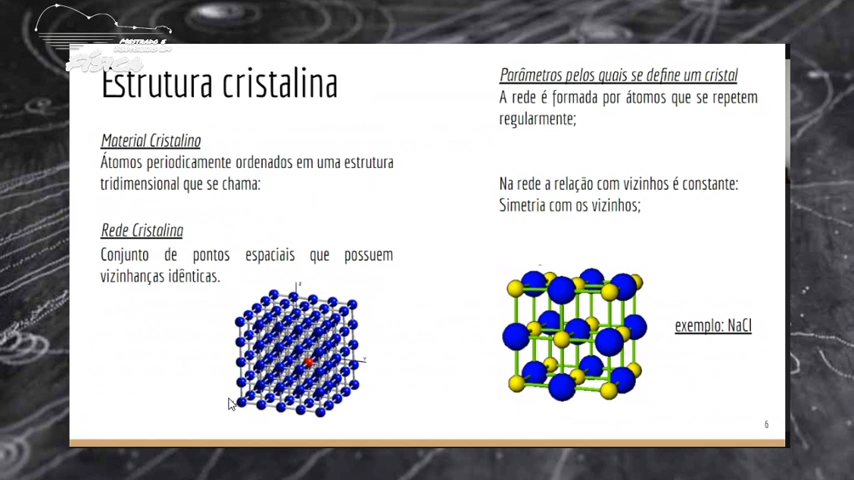 MESTRADO E
FÍSICA
Estrutura cristalina
Material Cristalino
Átomos periodicamente ordenados em uma estrutura
tridimensional que se chama:
Rede Cristalina
Conjunto de pontos espaciais que possuem
vizinhanças idênticas.
Parâmetros pelos quais se define um cristal
A rede é formada por átomos que se repetem
regularmente;
Na rede a relação com vizinhos é constante:
Simetria com os vizinhos;
exemplo: NaCl
6